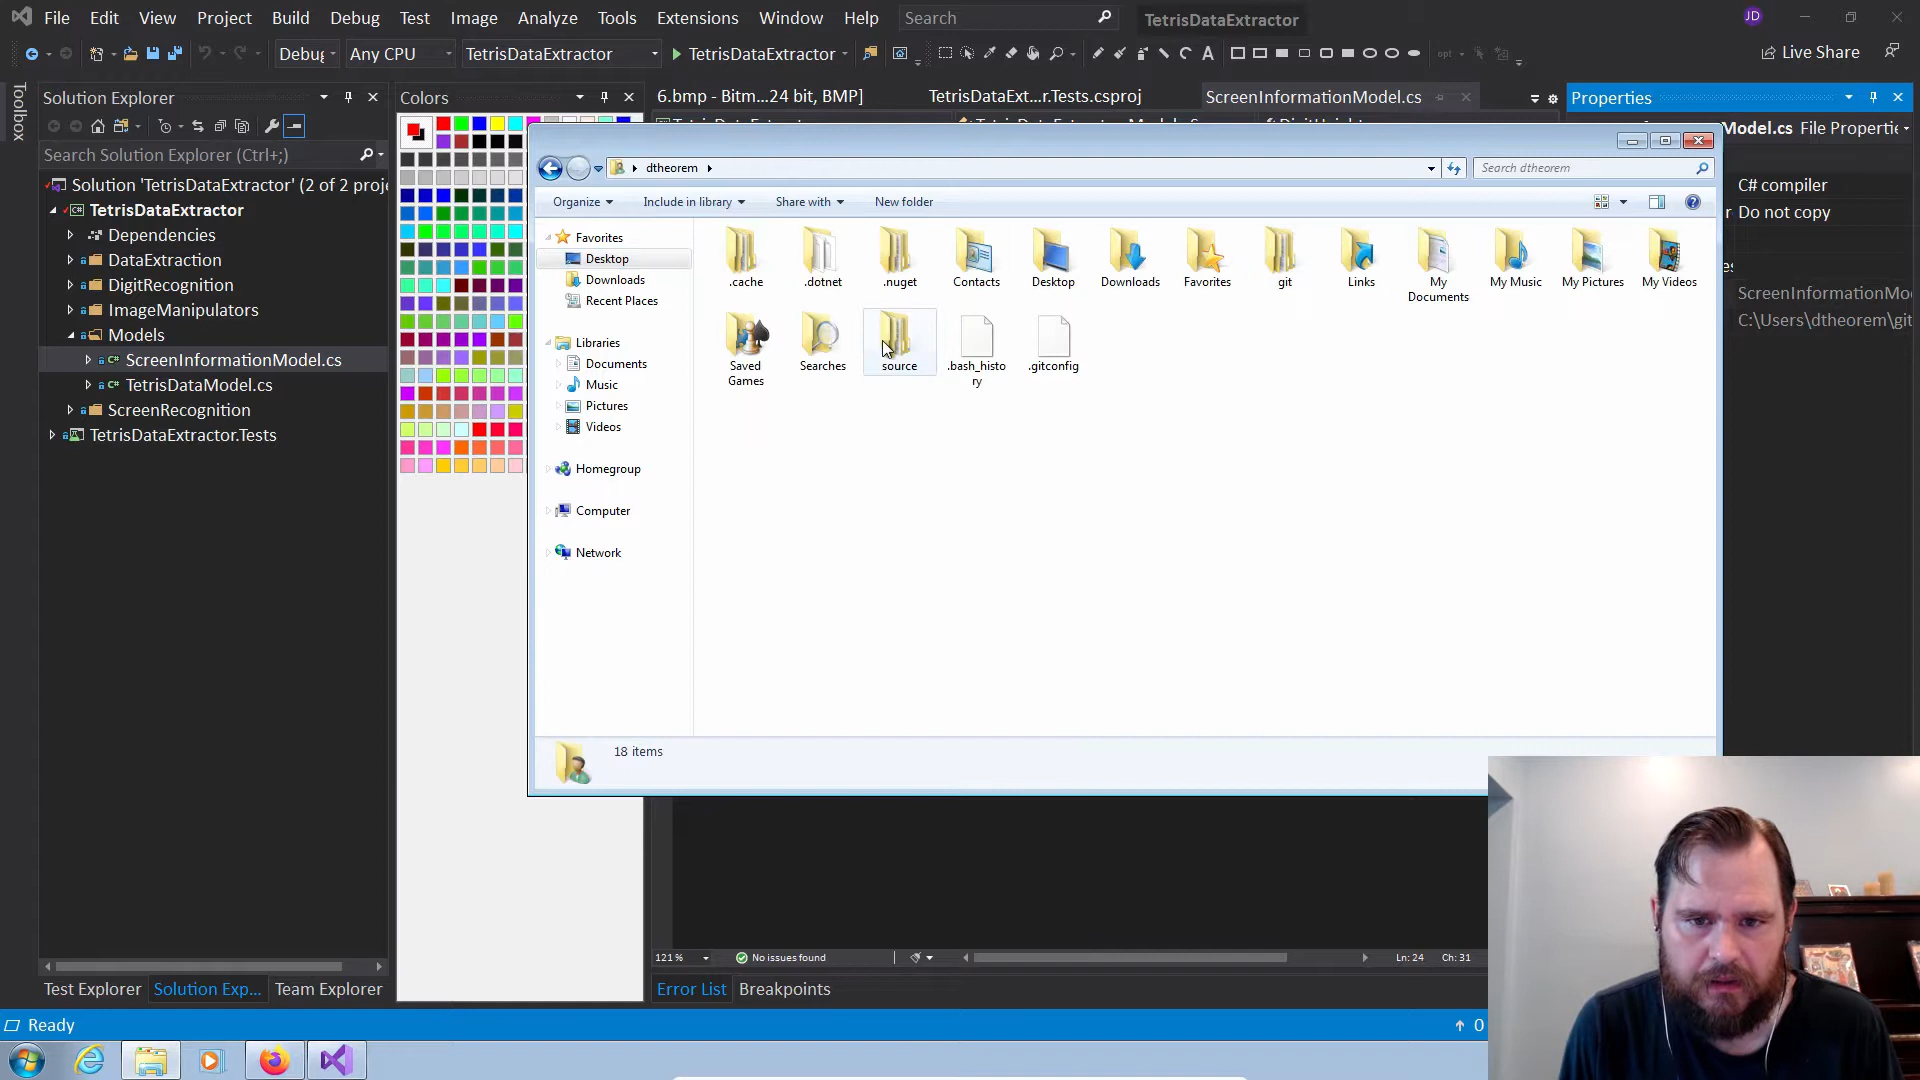 File Edit View Project Build Debug Test Image Analyze Tools Extensions Window Help Search TetrisDataExtractor JD
Debug Any CPU TetrisDataExtractor TetrisDataExtractor Live Share
Toolbox
Solution Explorer
Search Solution Explorer (Ctrl+;)
Solution 'TetrisDataExtractor' (2 of 2 proje
TetrisDataExtractor
Dependencies
DataExtraction
DigitRecognition
ImageManipulators
Models
ScreenInformationModel.cs
TetrisDataModel.cs
ScreenRecognition
TetrisDataExtractor.Tests
Test Explorer Solution Exp... Team Explorer
Colors
6.bmp - Bitm...24 bit, BMP] TetrisDataExt...r.Tests.csproj ScreenInformationModel.cs
Properties
Model.cs File Propertie
C# compiler
Do not copy
ScreenInformationMo
C:\Users\dtheorem\git
dtheorem
Search dtheorem
Organize Include in library Share with New folder
Favorites
Desktop
Downloads
Recent Places
Libraries
Documents
Music
Pictures
Videos
Homegroup
Computer
Network
.cache .dotnet .nuget Contacts Desktop Downloads Favorites git Links My Documents My Music My Pictures My Videos
Saved Games Searches source .bash_history .gitconfig
18 items
121 % No issues found Ln: 24 Ch: 31
Error List Breakpoints
Ready 0